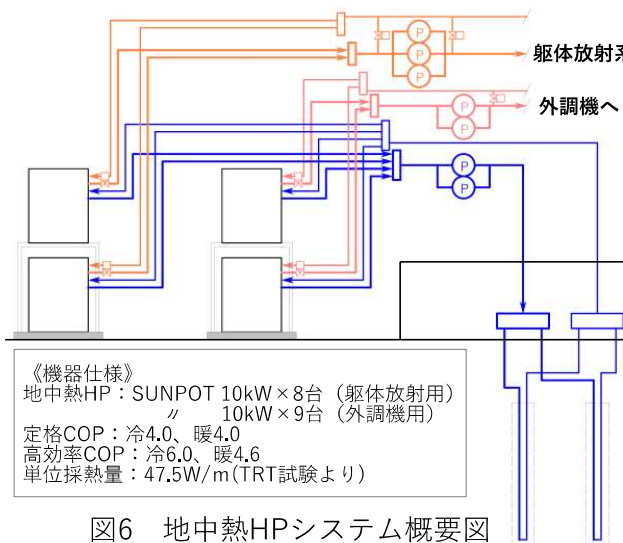 P
P
P
躯体放射系
外調機へ
P
P
P
P
《機器仕様》
地中熱HP：SUNPOT 10kW×8台（躯体放射用）
〃 10kW×9台（外調機用）
定格COP：冷4.0、暖4.0
高効率COP：冷6.0、暖4.6
単位採熱量：47.5W/m(TRT試験より)
図6　地中熱HPシステム概要図